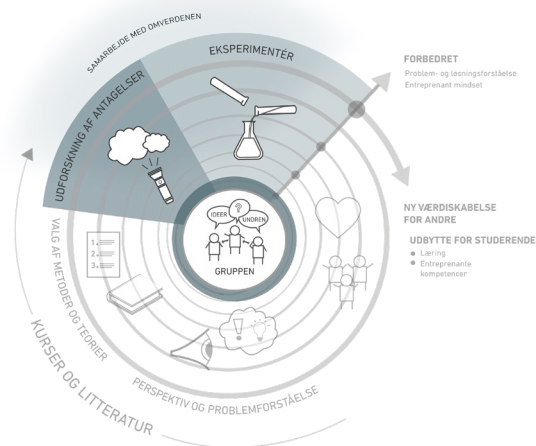 SAMARBEJDE MED OMVERDENEN
EKSPERIMENTÉR
UDFORSKNING AF ANTAGELSER
FORBEDRET
Problem- og løsningsforståelse
Entreprenant mindset
IDEER
?
UNDREN
GRUPPEN
NY VÆRDISKABELSE
FOR ANDRE
UDBYTTE FOR STUDERENDE
Læring
Entreprenante
kompetencer
1.
2.
3.
VALG AF METODER OG TEORIER
!
PERSPEKTIV OG PROBLEMFORSTÅELSE
KURSER OG LITTERATUR